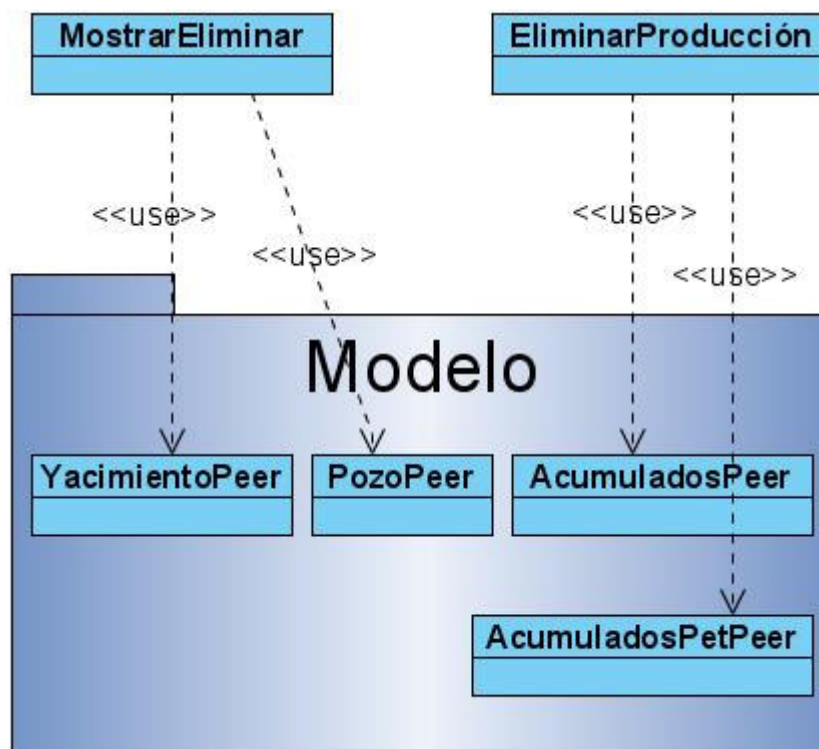 MostrarEliminar
EliminarProducción
<<use>>
<<use>>
<<use>>
<<use>>
Modelo
YacimientoPeer
PozoPeer
AcumuladosPeer
AcumuladosPetPeer